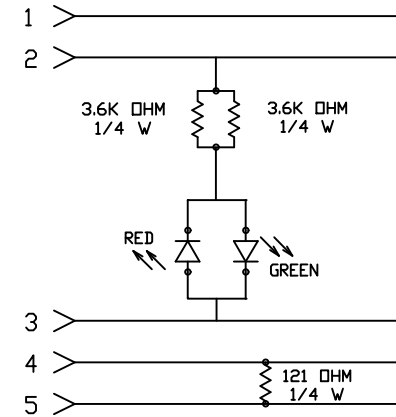 1
2
3.6K OHM
1/4 W
3.6K OHM
1/4 W
RED
GREEN
3
4
121 OHM
1/4 W
5